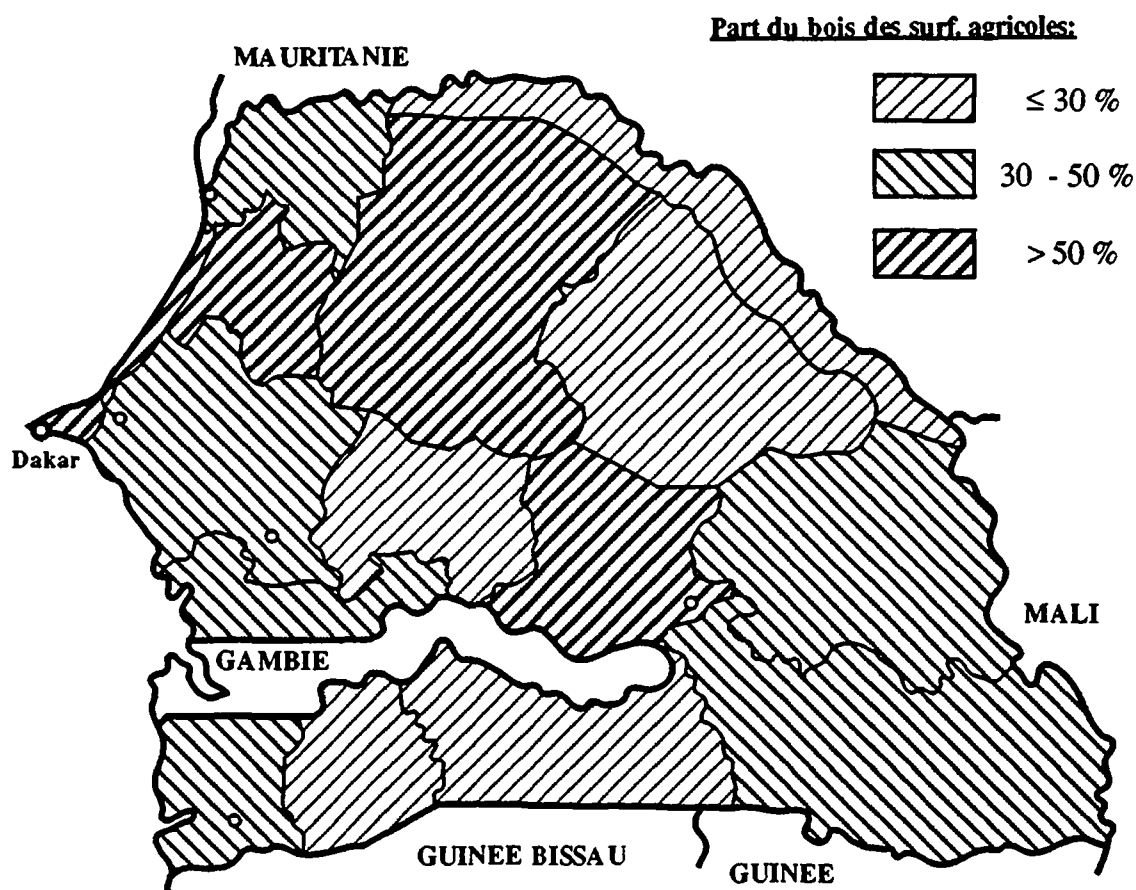 Part du bois des surf. agricoles:
MAURITANIE
≤ 30 %
30 - 50 %
> 50 %
Dakar
MALI
GAMBIE
GUINEE BISSAU
GUINEE